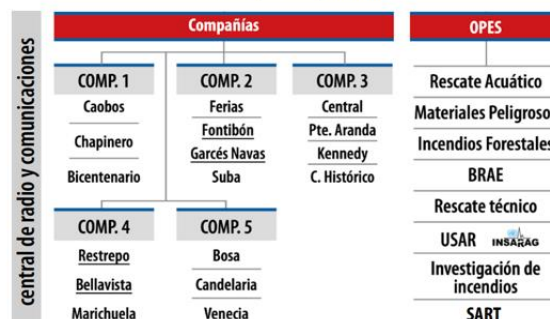 central de radio y comunicaciones
Compañías
COMP. 1
Caobos
Chapinero
Bicentenario
COMP. 2
Ferias
Fontibón
Garcés Navas
Suba
COMP. 3
Central
Pte. Aranda
Kennedy
C. Histórico
COMP. 4
Restrepo
Bellavista
Marichuela
COMP. 5
Bosa
Candelaria
Venecia
OPES
Rescate Acuático
Materiales Peligroso
Incendios Forestales
BRAE
Rescate técnico
USAR INSARAG
Investigación de
incendios
SART